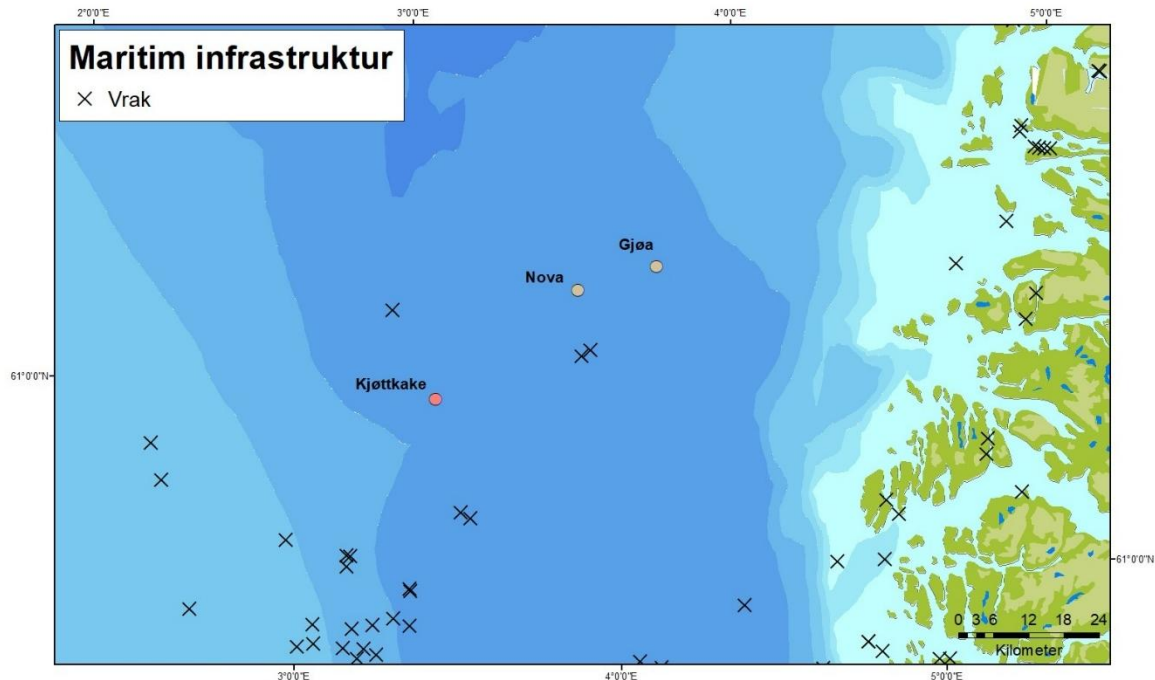 2°0'0"E 3°0'0"E 4°0'0"E 5°0'0"E
Maritim infrastruktur
Vrak
Gjøa
Nova
61°0'0"N
Kjøttkake
61°0'0"N
0 3 6 12 18 24
Kilometer
3°0'0"E 4°0'0"E 5°0'0"E